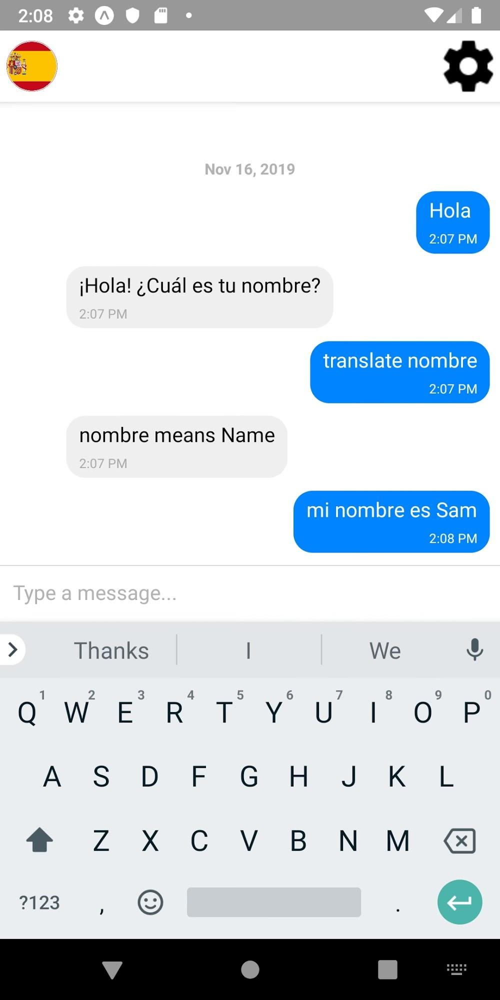 2:08
Nov 16, 2019
Hola
2:07 PM
¡Hola! ¿Cuál es tu nombre?
2:07 PM
translate nombre
2:07 PM
nombre means Name
2:07 PM
mi nombre es Sam
2:08 PM
Type a message...
Thanks I We
1 2 3 4 5 6 7 8 9 0
Q W E R T Y U I O P
A S D F G H J K L
Z X C V B N M
?123 , .